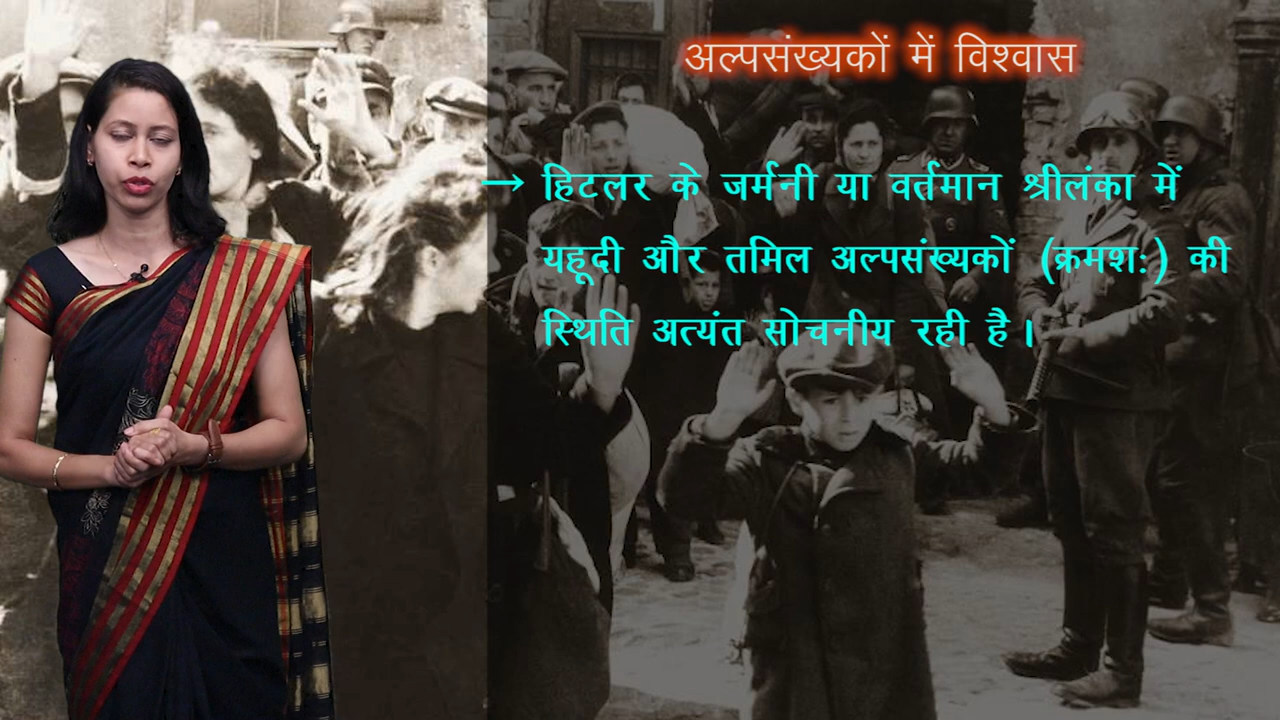 अल्पसंख्यकों में विश्वास
→ हिटलर के जर्मनी या वर्तमान श्रीलंका में
यहूदी और तमिल अल्पसंख्यकों (क्रमश:) की
स्थिति अत्यंत सोचनीय रही है।